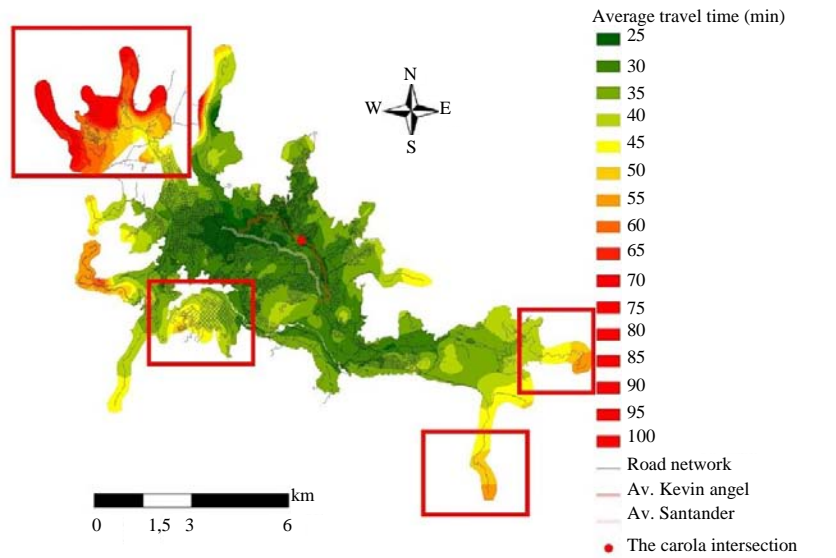 Average travel time (min)
25
30
35
40
45
50
55
60
65
70
75
80
85
90
95
100
Road network
Av. Kevin angel
Av. Santander
The carola intersection
N
W E
S
km
0 1,5 3 6